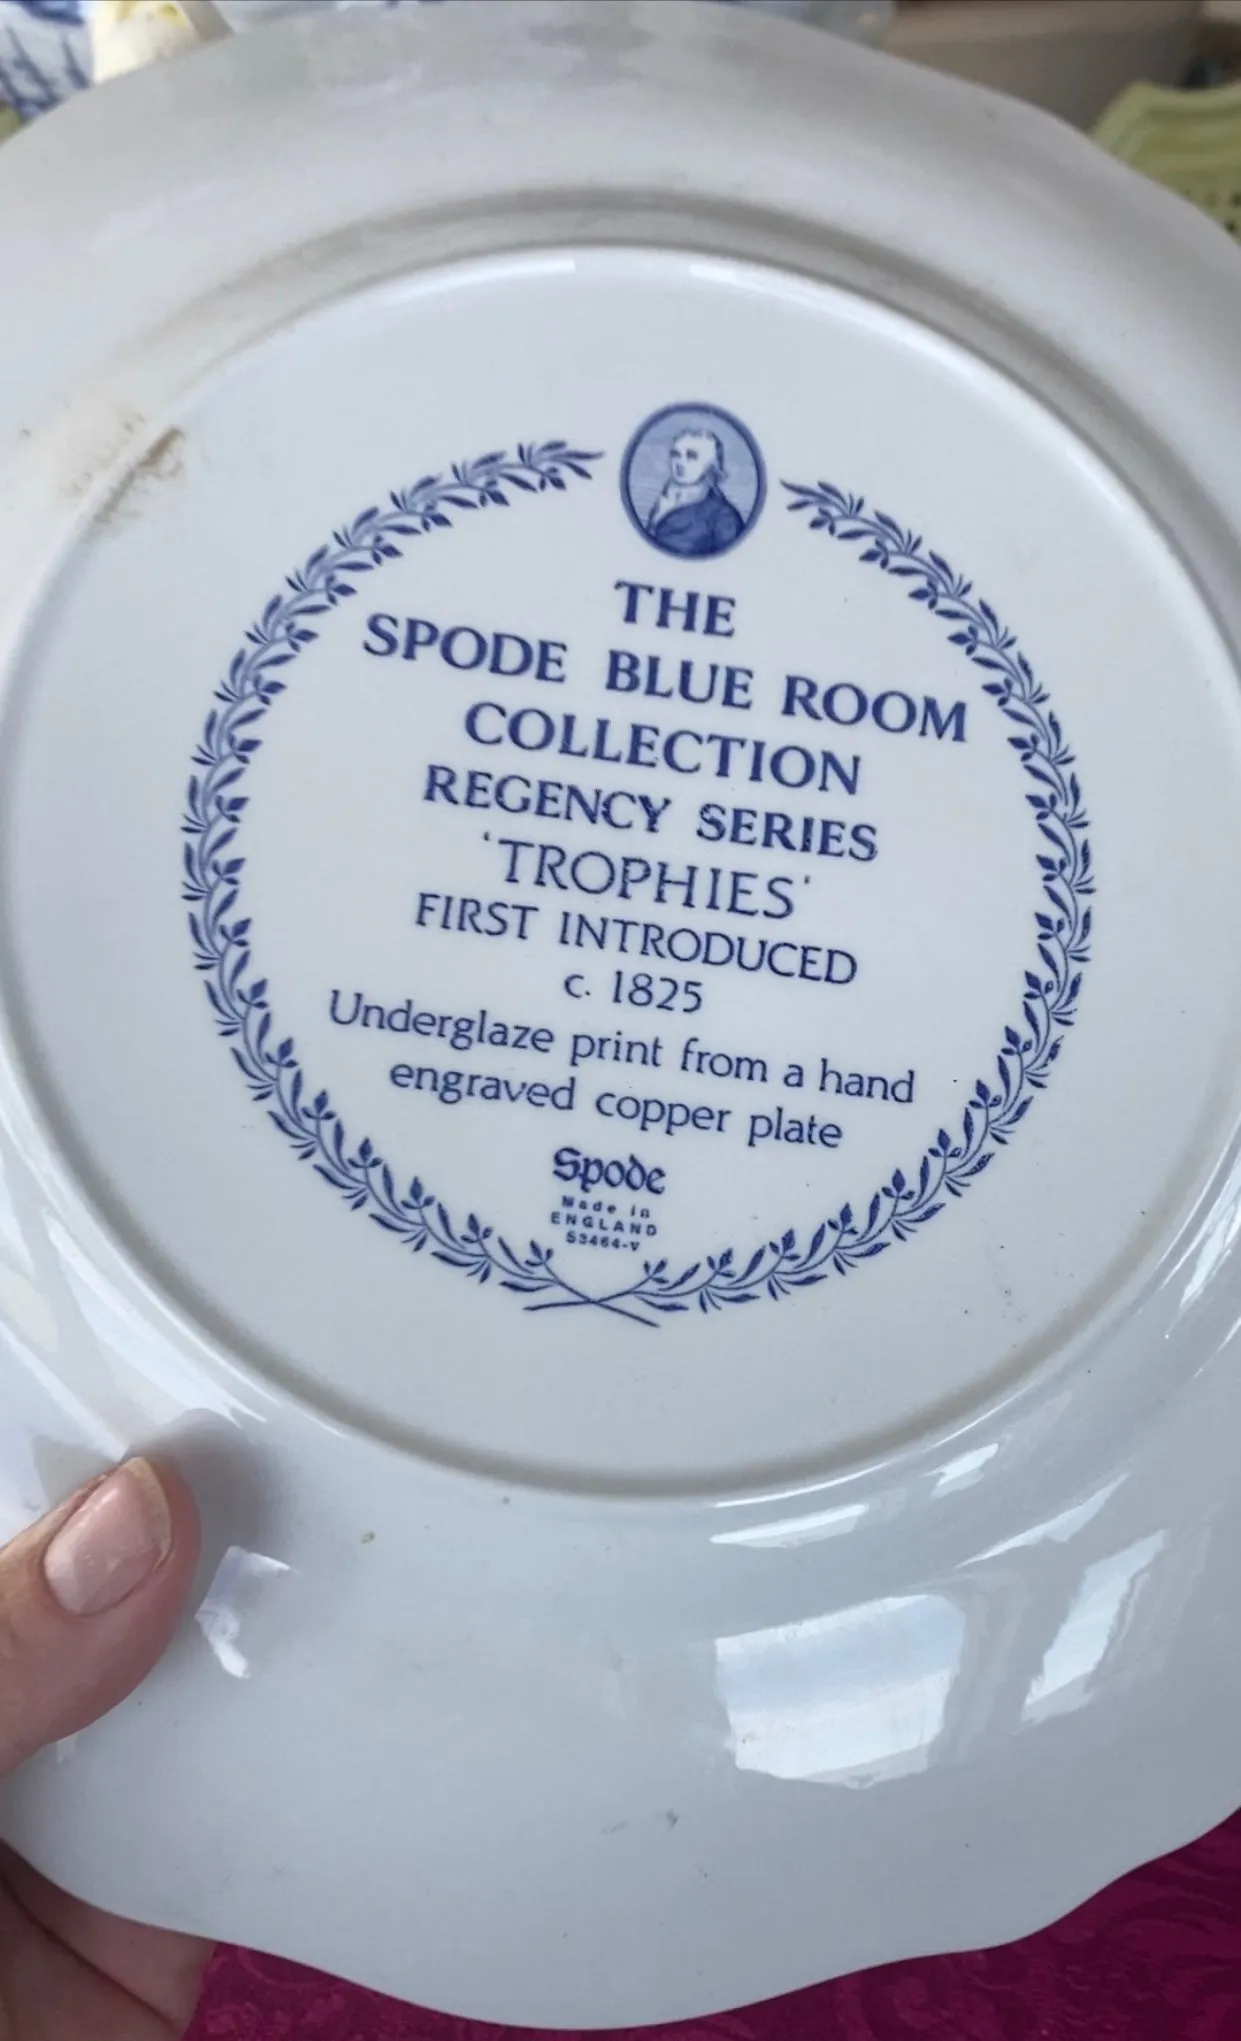 THE
SPODE BLUE ROOM
COLLECTION
REGENCY SERIES
'TROPHIES'
FIRST INTRODUCED
c. 1825
Underglaze print from a hand
engraved copper plate
Spode
Made in
ENGLAND
S3464-V